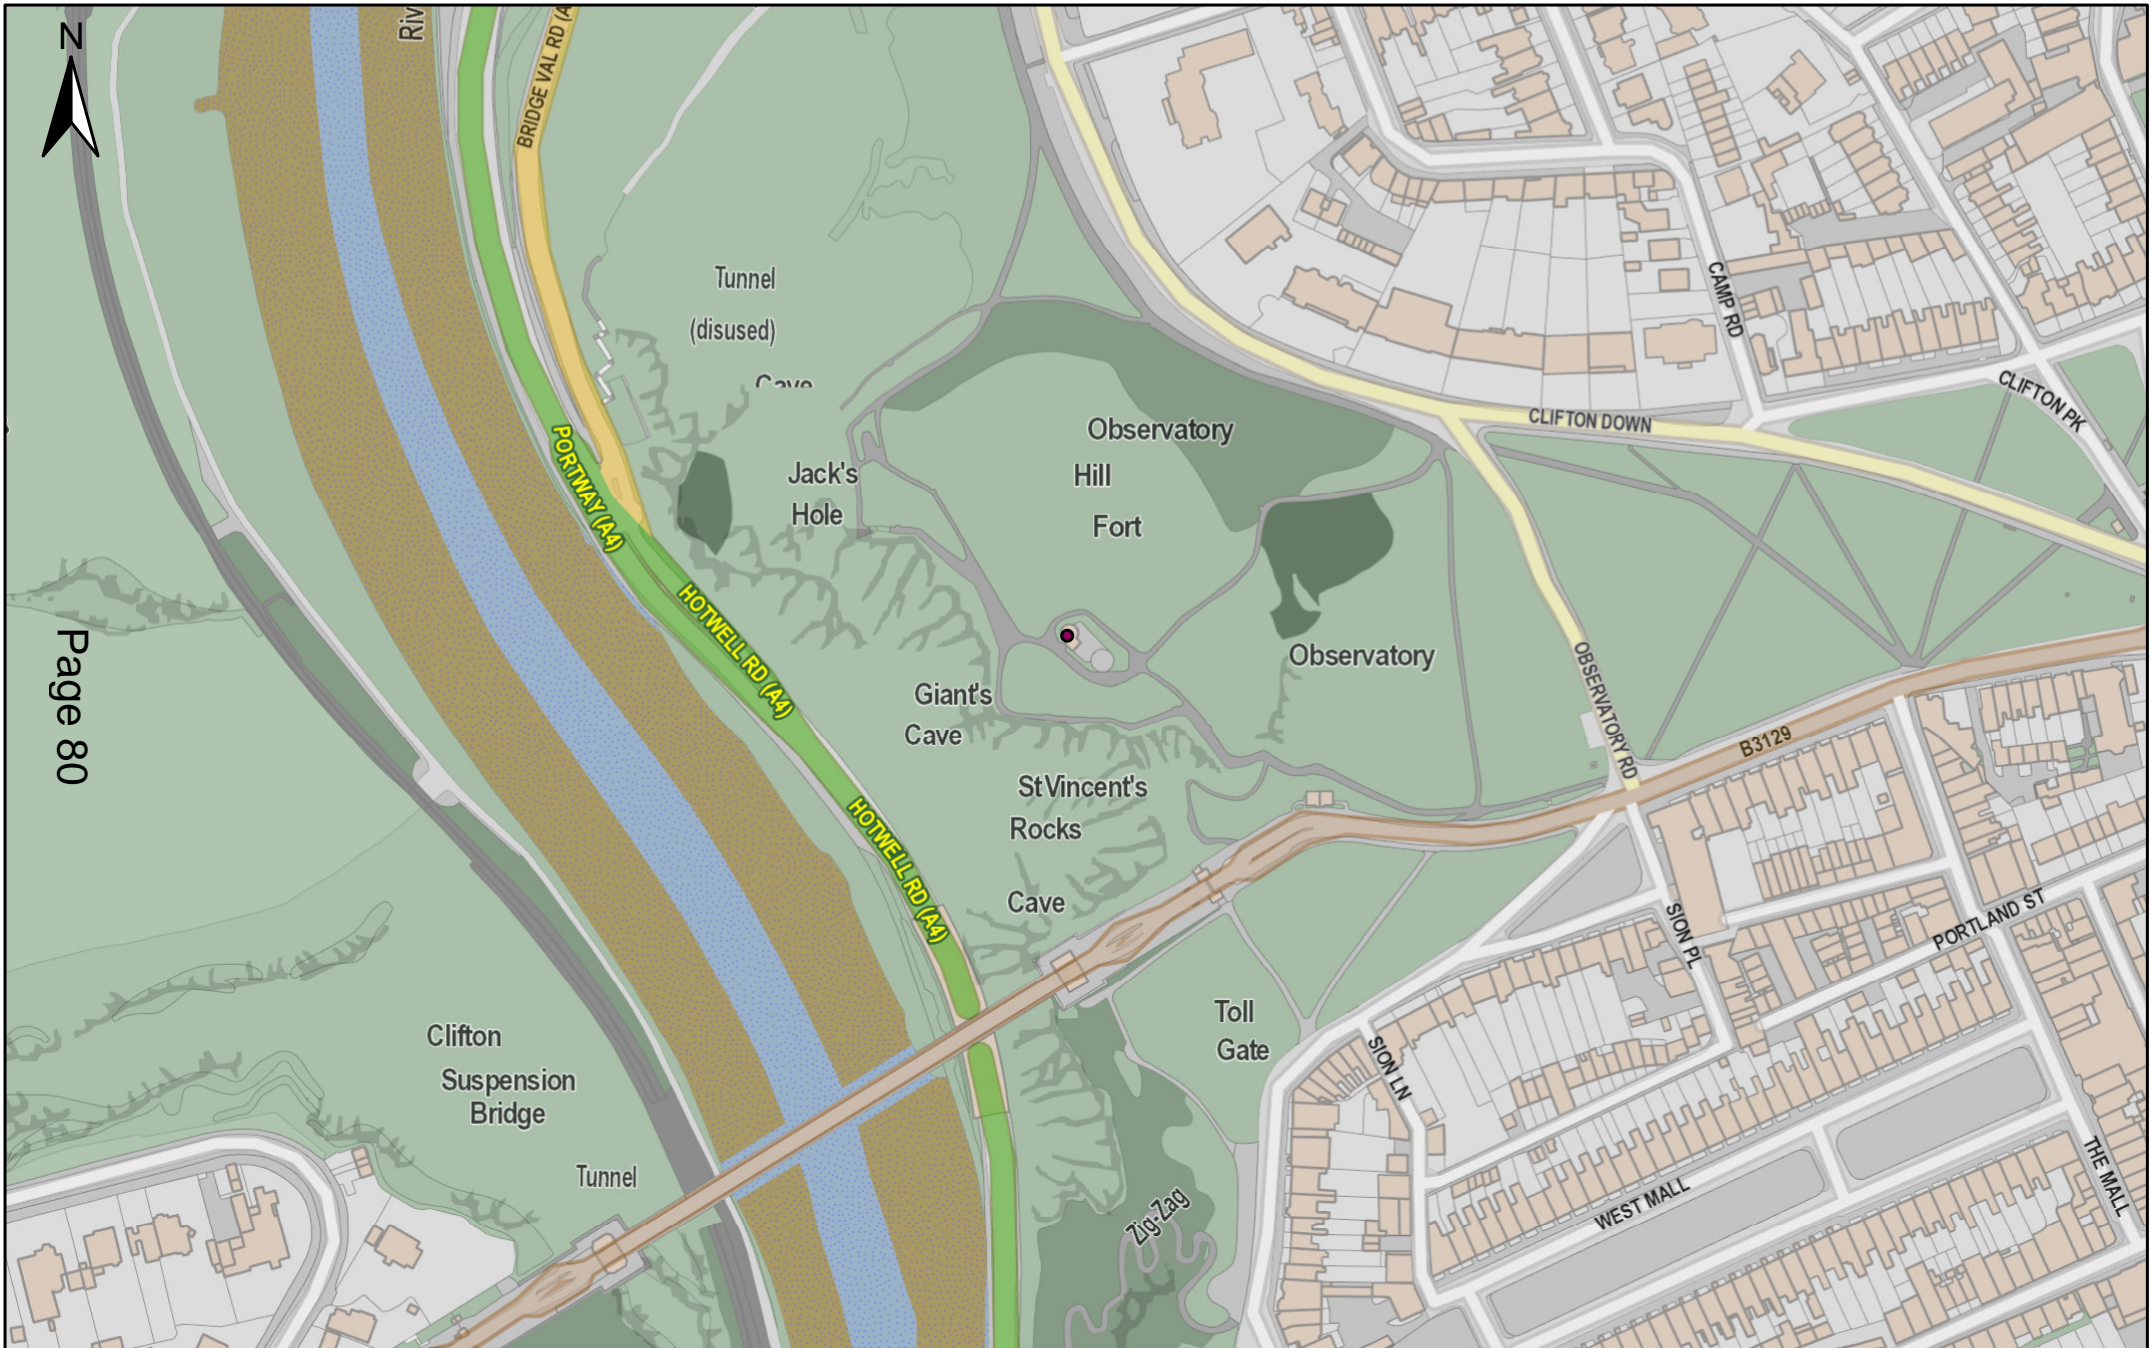 N
Riv
BRIDGE VAL RD (A
Tunnel
(disused)
Cave
CAMP RD
CLIFTON PK
CLIFTON DOWN
Observatory
Hill
Fort
Jack's
Hole
PORTWAY (A4)
HOTWELL RD (A4)
Page 80
Observatory
OBSERVATORY RD
Giant's
Cave
B3129
St Vincent's
Rocks
HOTWELL RD (A4)
Cave
SION PL
PORTLAND ST
Toll
Gate
Clifton
Suspension
Bridge
SION LN
Tunnel
Zig-Zag
WEST MALL
THE MALL